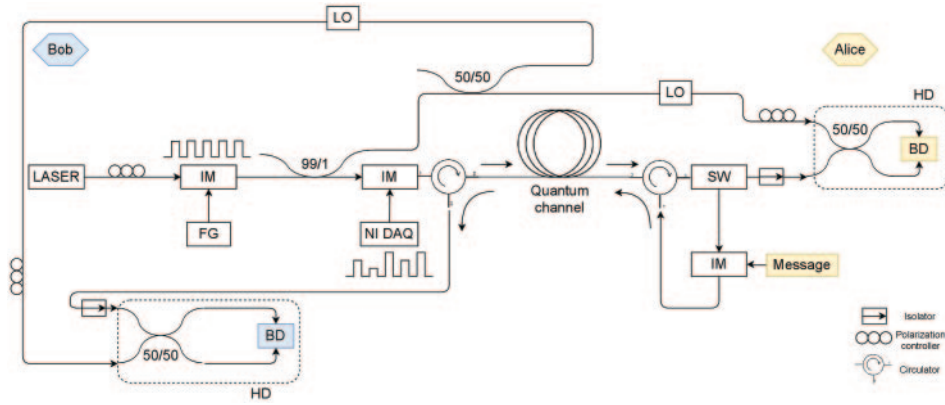 LO
Bob
Alice
50/50
LO
HD
50/50
BD
99/1
LASER
IM
IM
SW
Quantum
channel
FG
NI DAQ
IM
Message
BD
50/50
HD
Isolator
Polarization
controller
Circulator